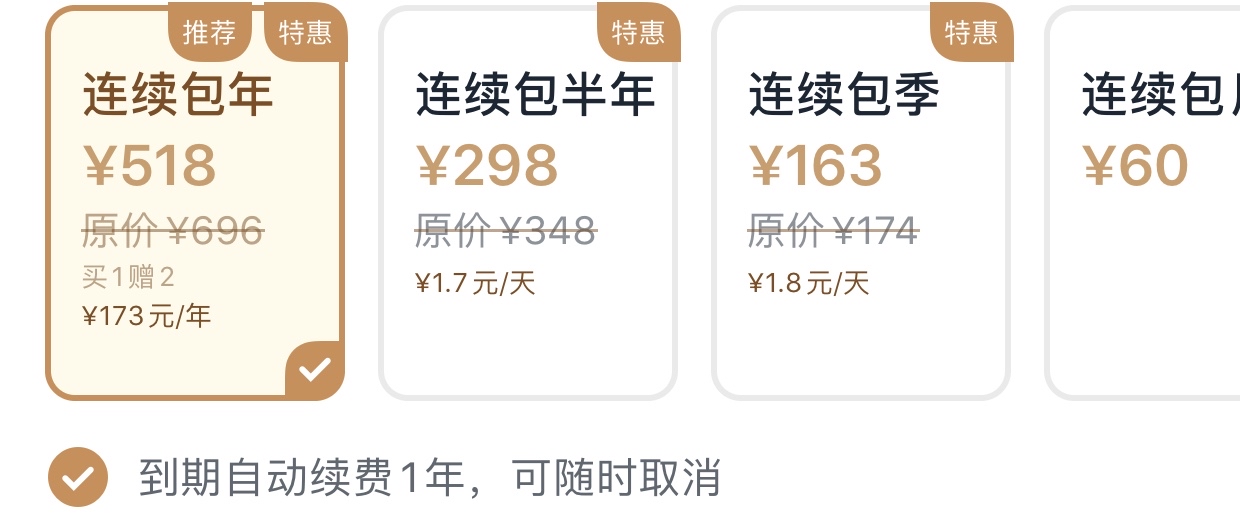 推荐
特惠
连续包年
¥518
原价 ¥696
买1赠2
¥173元/年
特惠
连续包半年
¥298
原价 ¥348
¥1.7元/天
特惠
连续包季
¥163
原价 ¥174
¥1.8元/天
连续包
¥60
到期自动续费1年，可随时取消